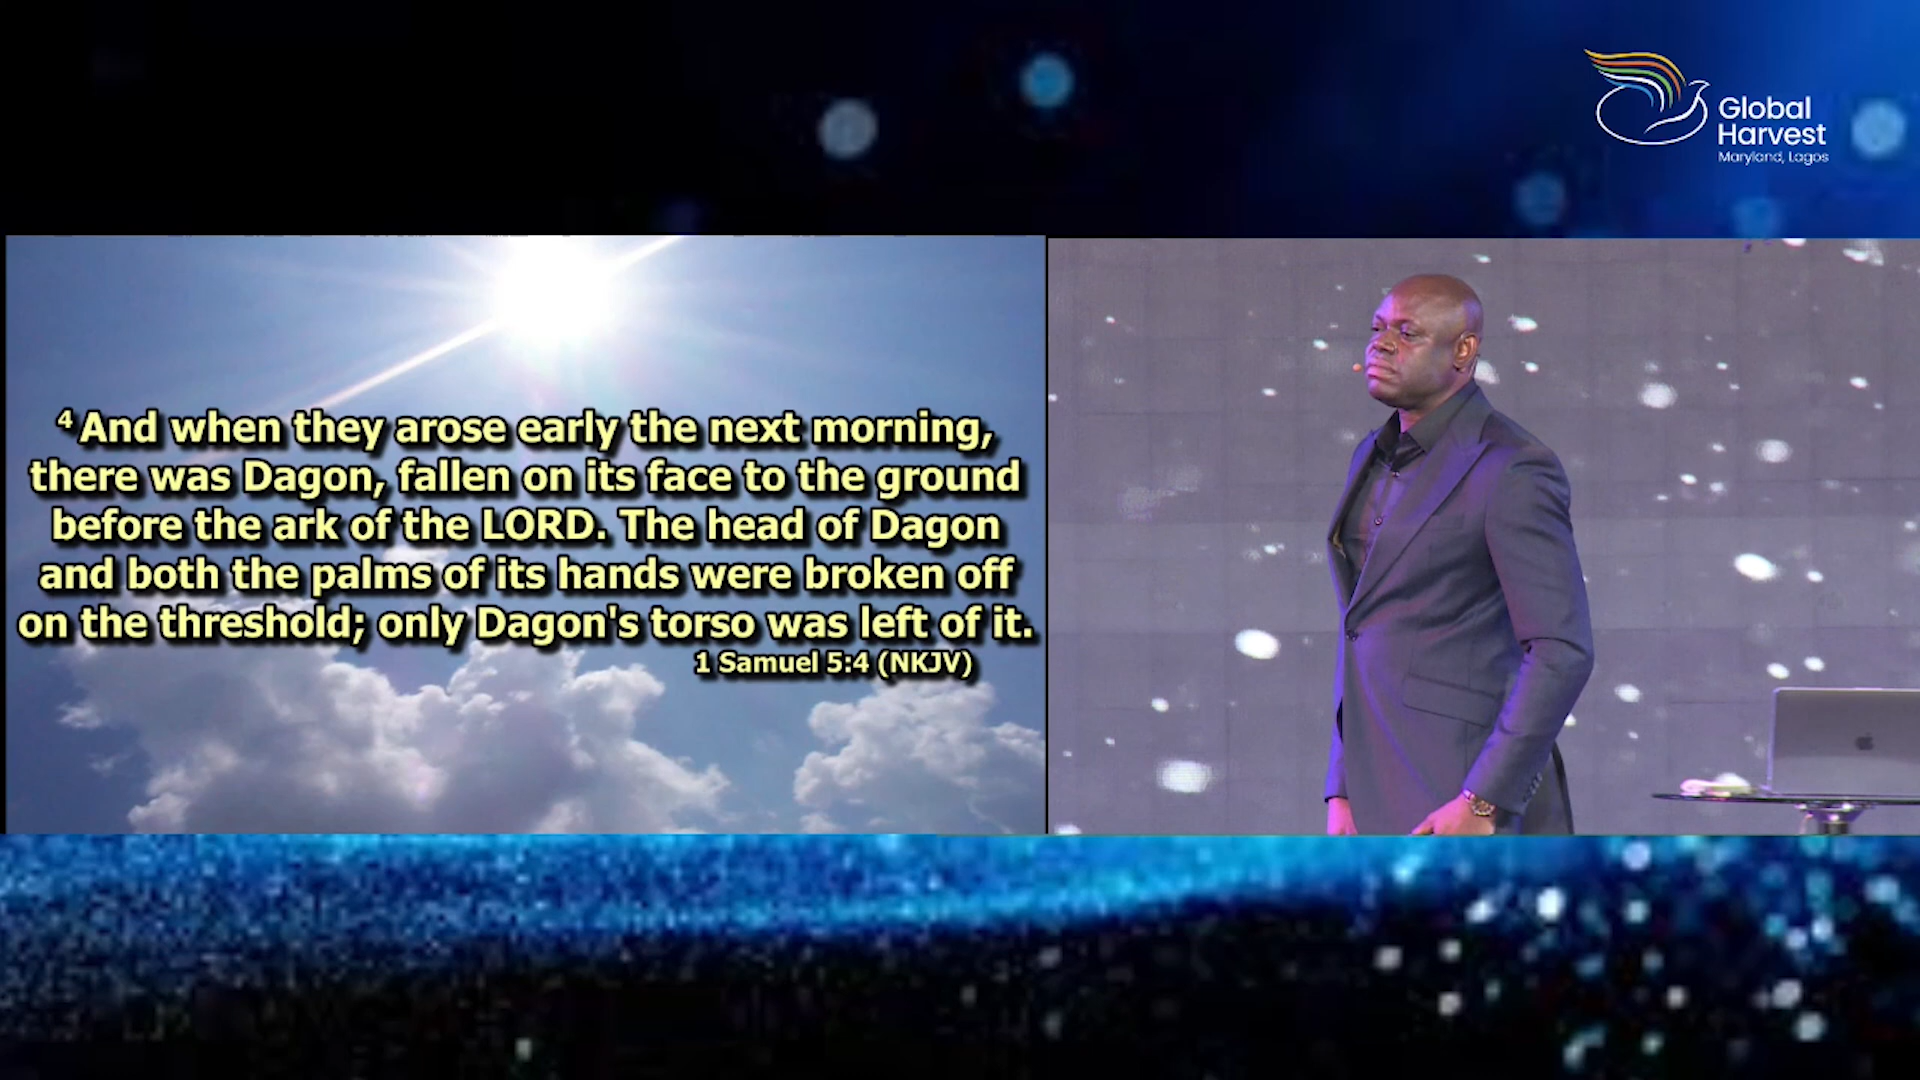 Global
Harvest
Maryland, Lagos
4 And when they arose early the next morning,
there was Dagon, fallen on its face to the ground
before the ark of the LORD. The head of Dagon
and both the palms of its hands were broken off
on the threshold; only Dagon's torso was left of it.
1 Samuel 5:4 (NKJV)